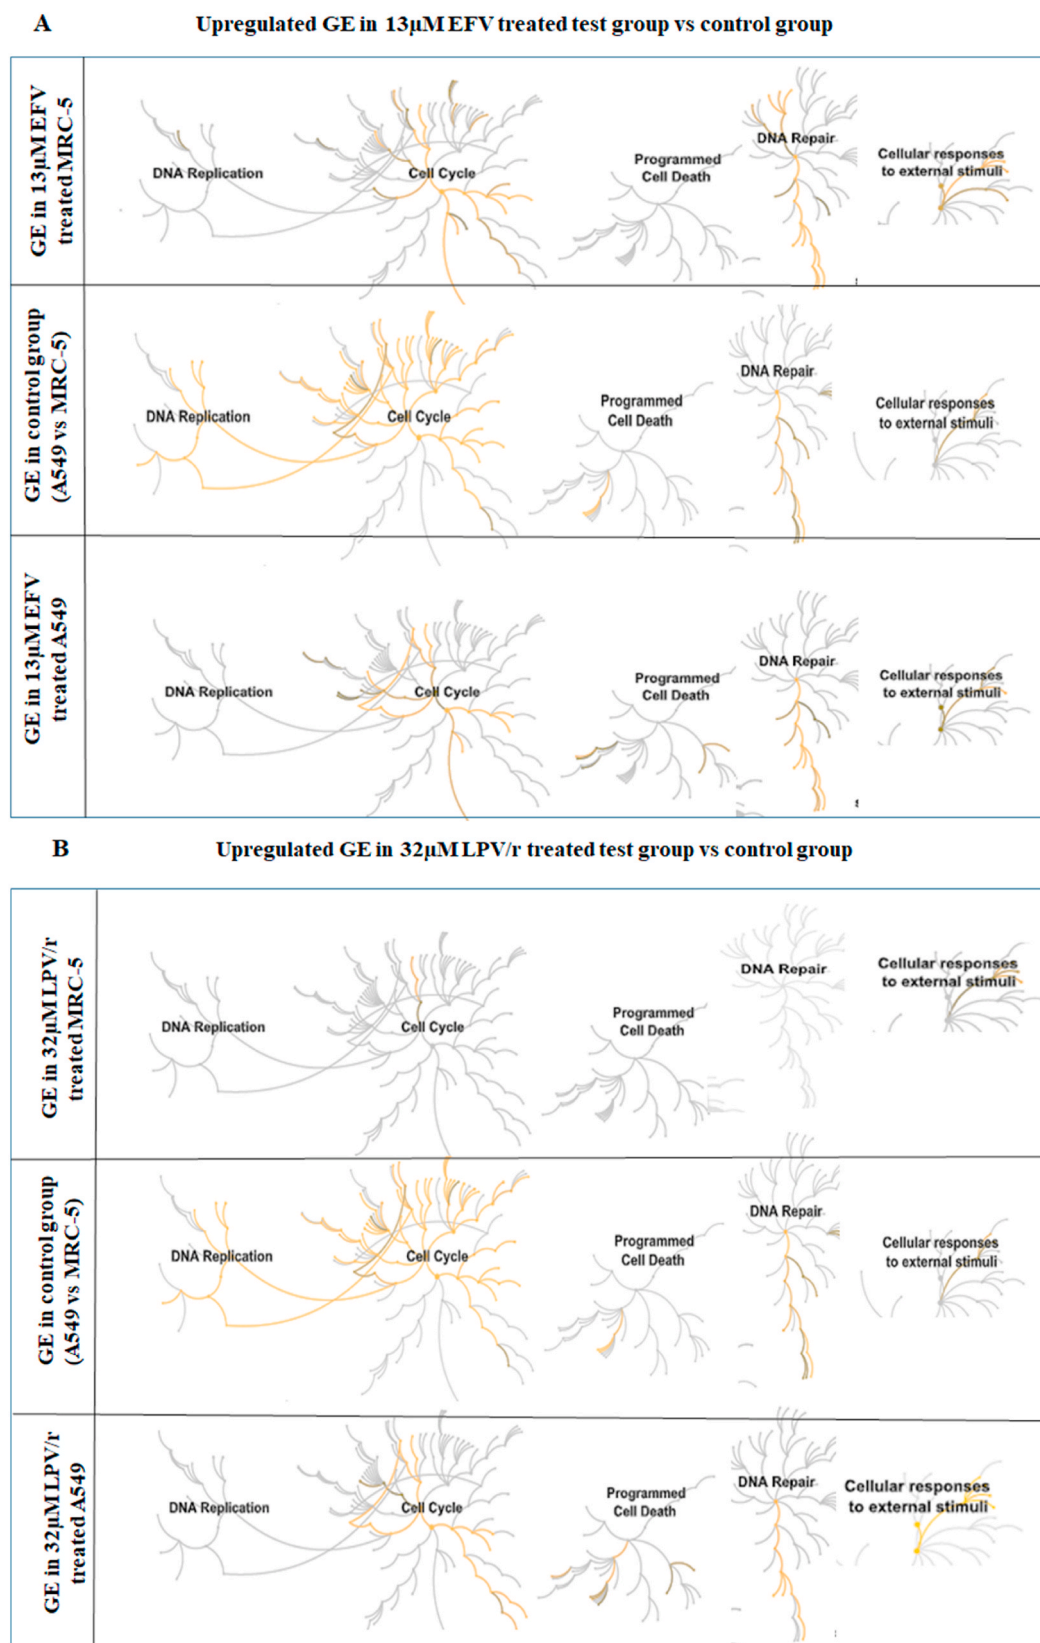 A
Upregulated GE in 13µM EFV treated test group vs control group
GE in 13µM EFV
treated MRC-5
DNA Replication
Cell Cycle
Programmed
Cell Death
DNA Repair
Cellular responses
to external stimuli
GE in control group
(A549 vs MRC-5)
DNA Replication
Cell Cycle
Programmed
Cell Death
DNA Repair
Cellular responses
to external stimuli
GE in 13µM EFV
treated A549
DNA Replication
Cell Cycle
Programmed
Cell Death
DNA Repair
Cellular responses
to external stimuli
B
Upregulated GE in 32µM LPV/r treated test group vs control group
GE in 32µM LPV/r
treated MRC-5
DNA Replication
Cell Cycle
Programmed
Cell Death
DNA Repair
Cellular responses
to external stimuli
GE in control group
(A549 vs MRC-5)
DNA Replication
Cell Cycle
Programmed
Cell Death
DNA Repair
Cellular responses
to external stimuli
GE in 32µM LPV/r
treated A549
DNA Replication
Cell Cycle
Programmed
Cell Death
DNA Repair
Cellular responses
to external stimuli